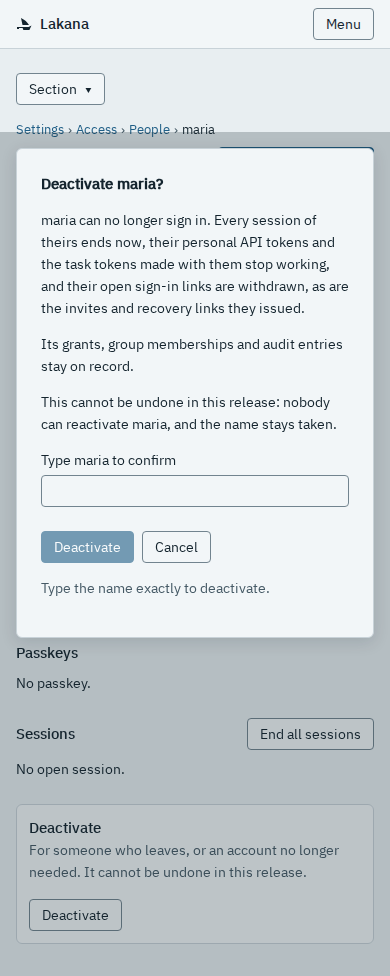 Lakana
Menu
Section ▾
Settings › Access › People › maria
Deactivate maria?
maria can no longer sign in. Every session of
theirs ends now, their personal API tokens and
the task tokens made with them stop working,
and their open sign-in links are withdrawn, as are
the invites and recovery links they issued.
Its grants, group memberships and audit entries
stay on record.
This cannot be undone in this release: nobody
can reactivate maria, and the name stays taken.
Type maria to confirm
Deactivate
Cancel
Type the name exactly to deactivate.
Passkeys
No passkey.
Sessions
End all sessions
No open session.
Deactivate
For someone who leaves, or an account no longer
needed. It cannot be undone in this release.
Deactivate